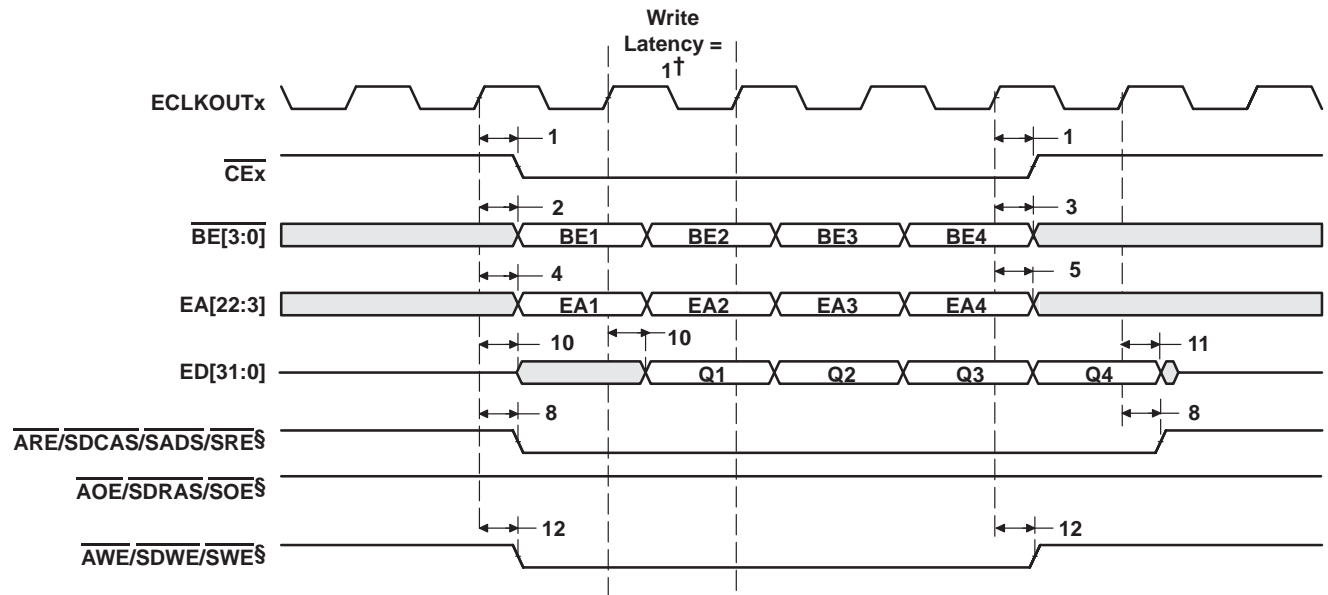 Write
Latency =
1†
ECLKOUTx
1 1
CEx
2 3
BE[3:0] BE1 BE2 BE3 BE4
4 5
EA[22:3] EA1 EA2 EA3 EA4
10 10 11
ED[31:0] Q1 Q2 Q3 Q4
8 8
ARE/SDCAS/SADS/SRE§
AOE/SDRAS/SOE§
12 12
AWE/SDWE/SWE§